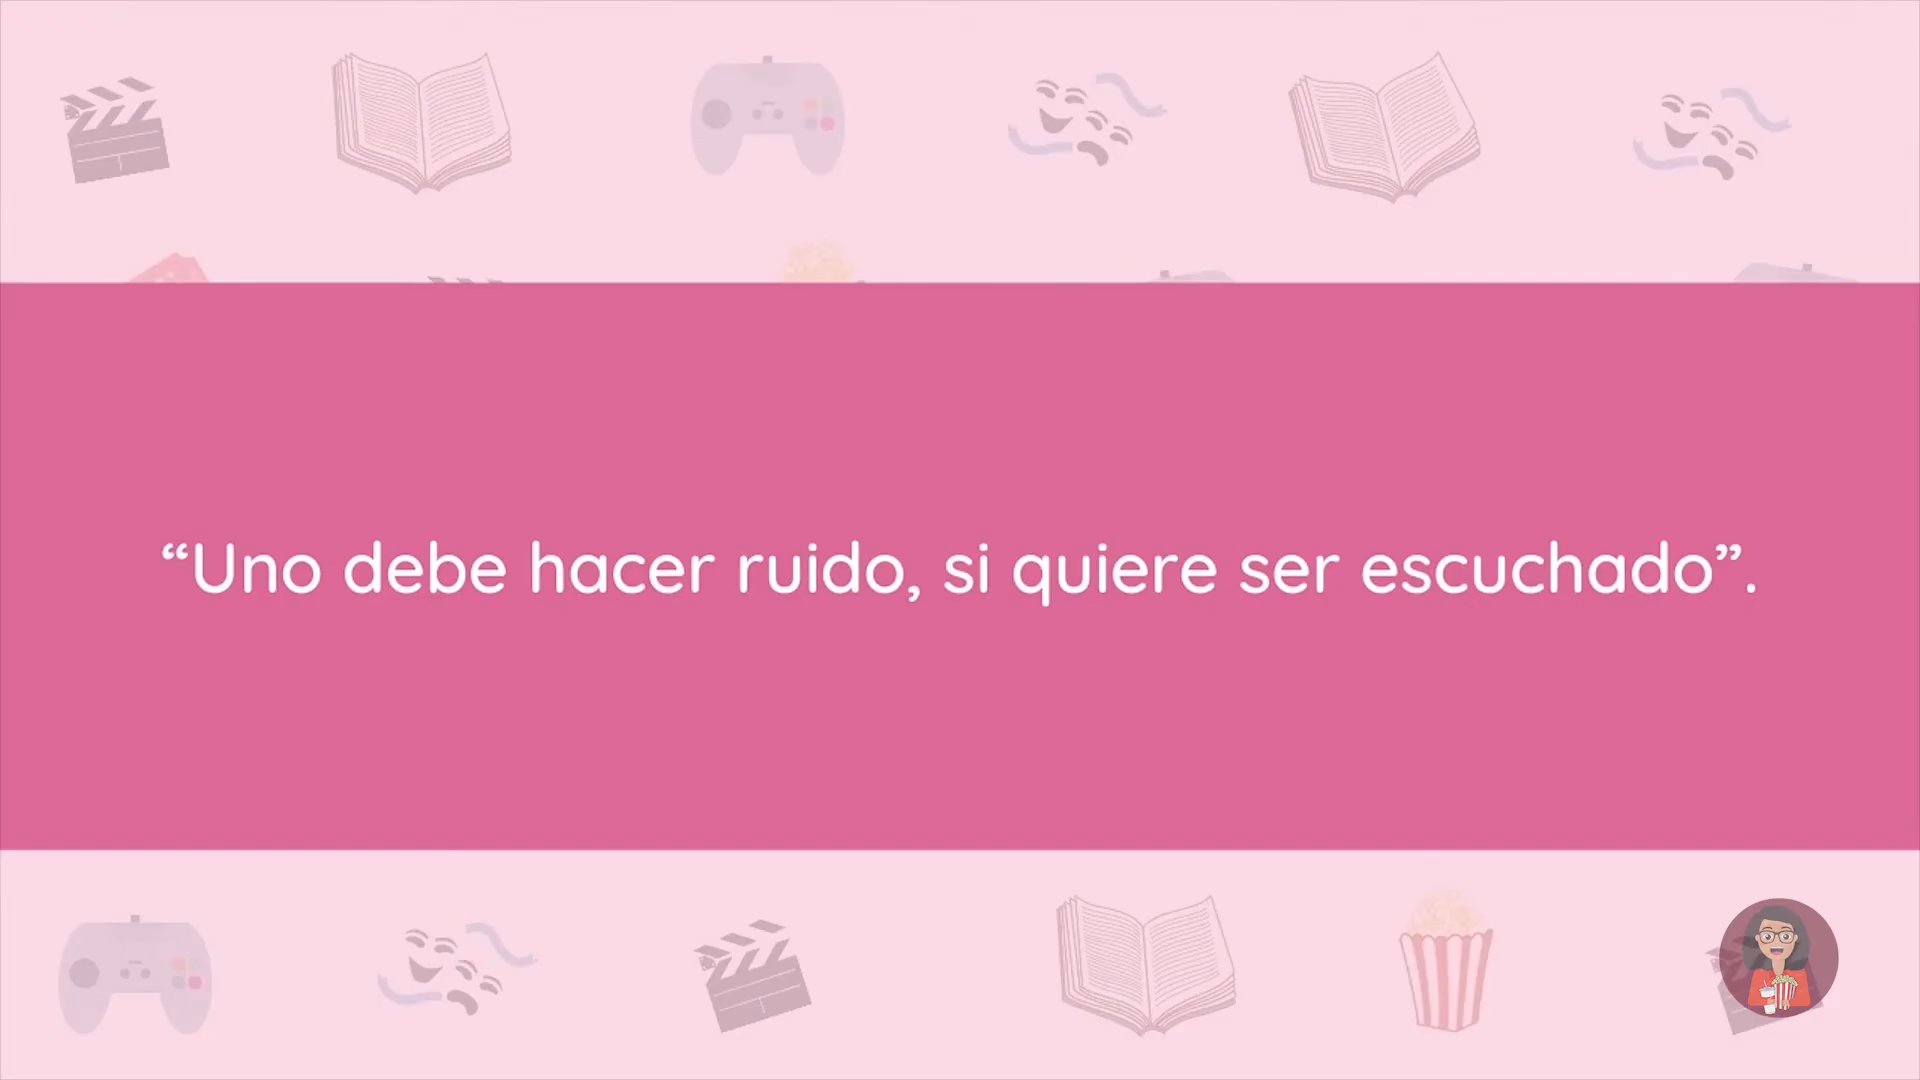 “Uno debe hacer ruido, si quiere ser escuchado”.